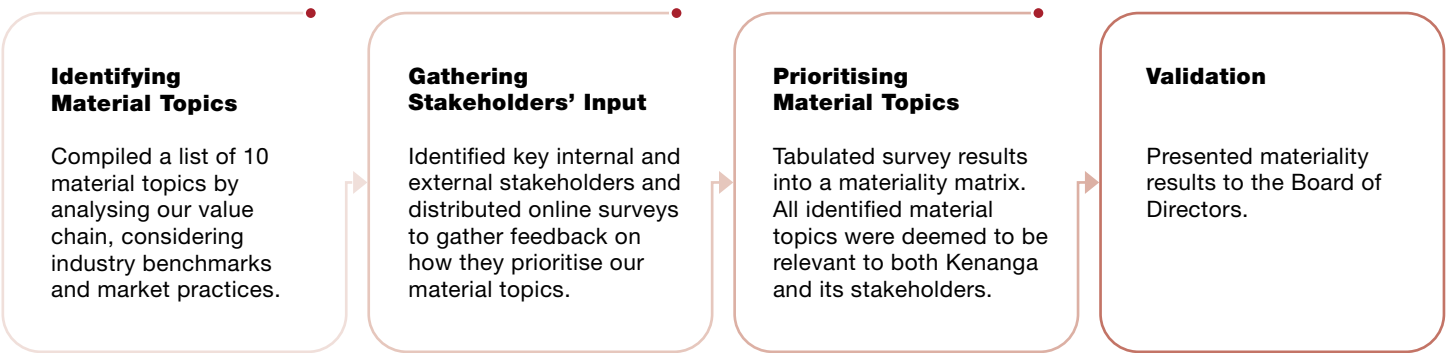 Identifying
Material Topics
Compiled a list of 10
material topics by
analysing our value
chain, considering
industry benchmarks
and market practices.
Gathering
Stakeholders’ Input
Identified key internal and
external stakeholders and
distributed online surveys
to gather feedback on
how they prioritise our
material topics.
Prioritising
Material Topics
Tabulated survey results
into a materiality matrix.
All identified material
topics were deemed to be
relevant to both Kenanga
and its stakeholders.
Validation
Presented materiality
results to the Board of
Directors.